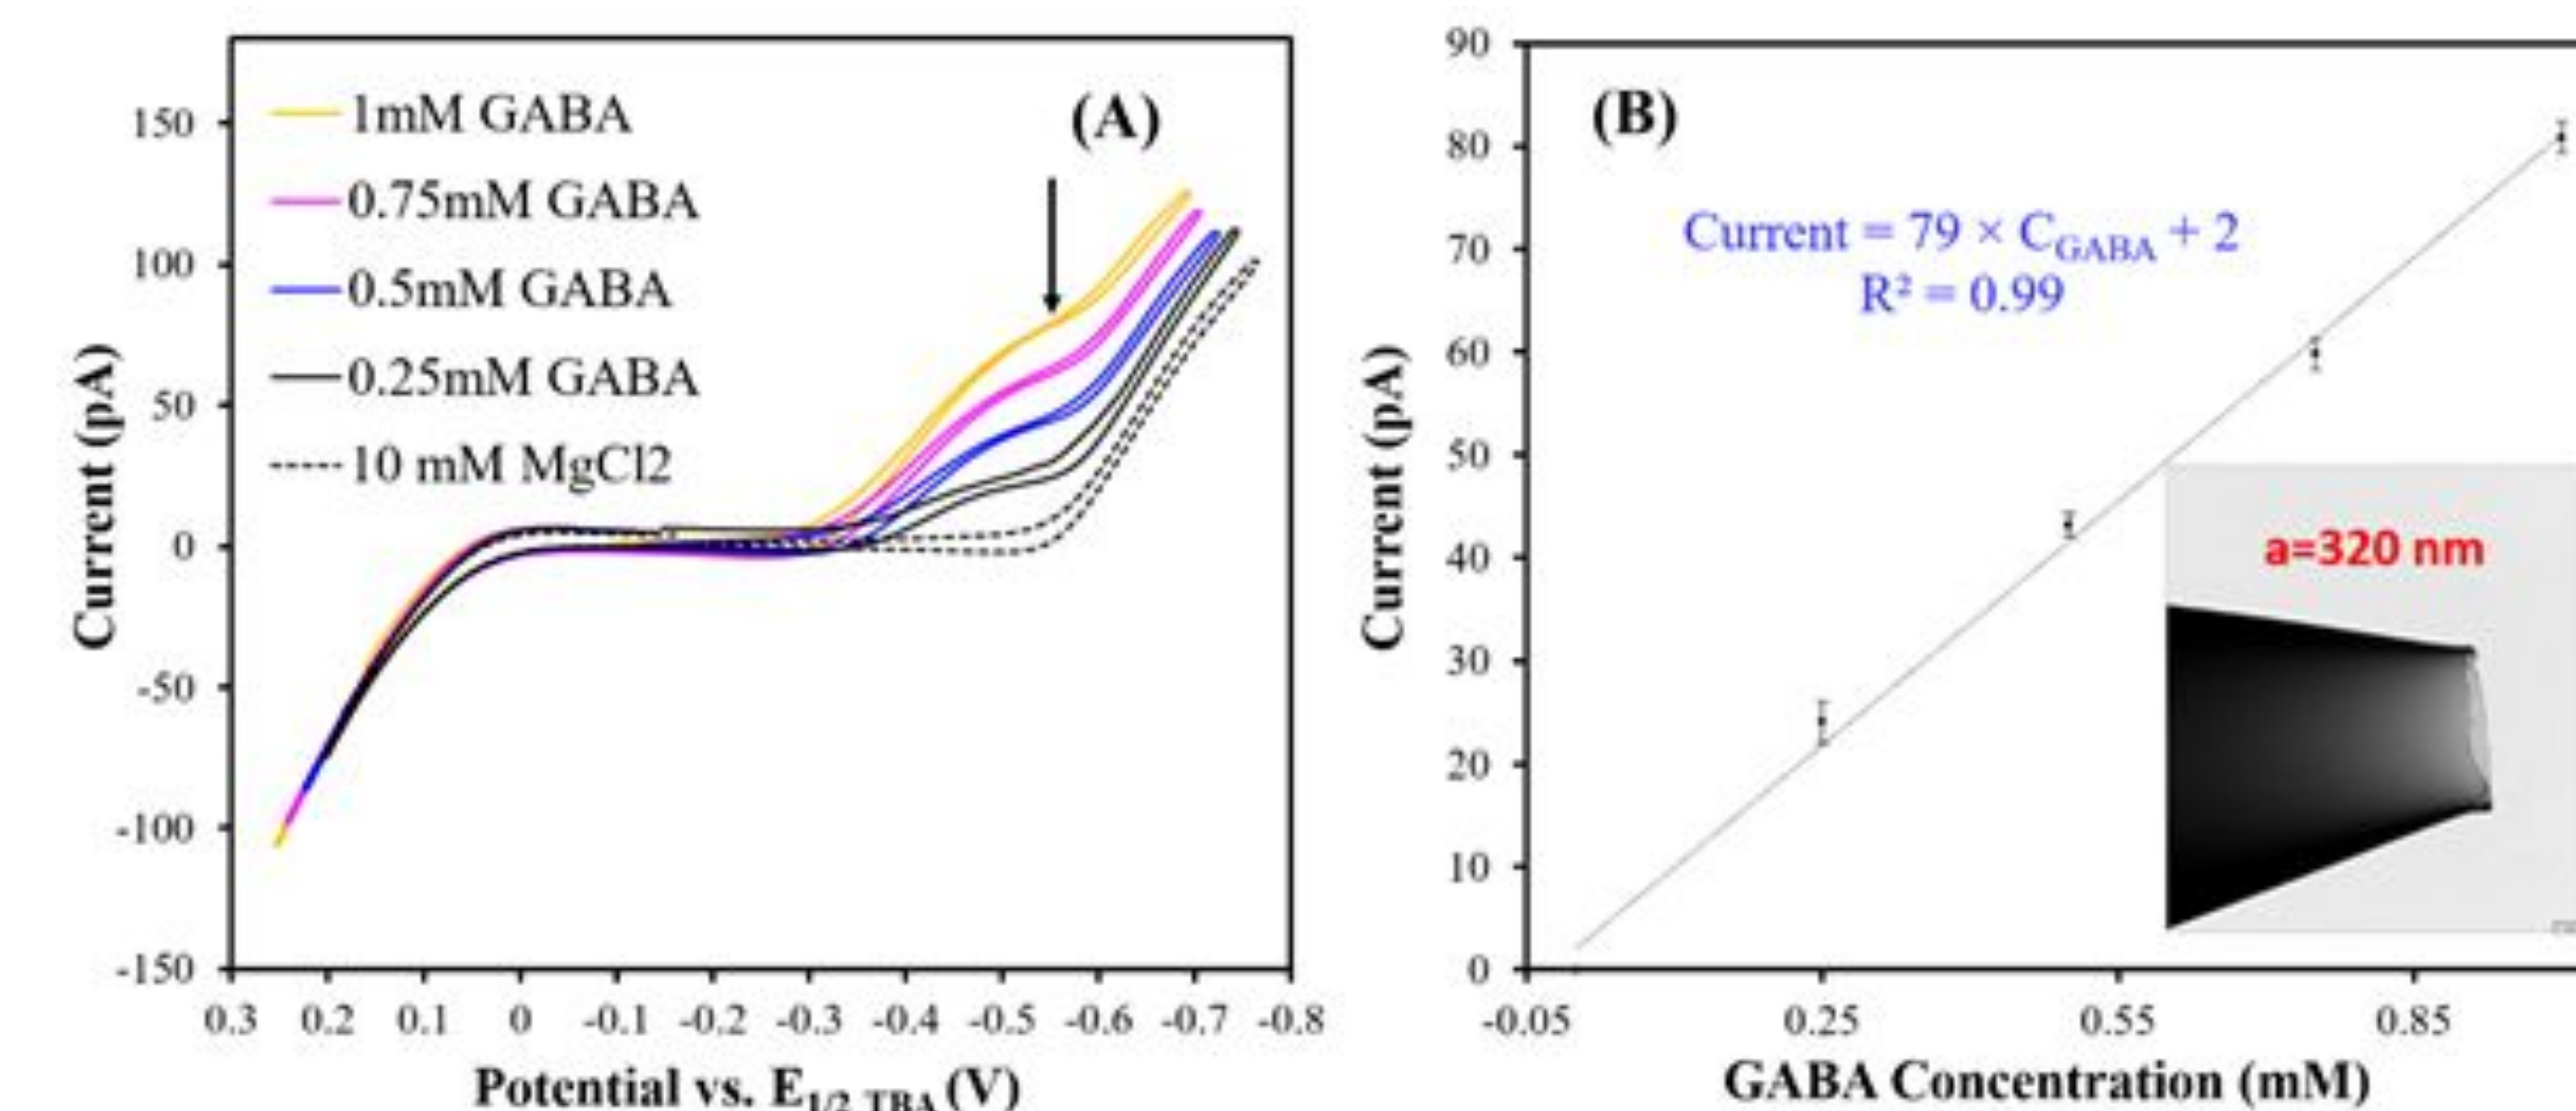 (A)
1mM GABA
0.75mM GABA
0.5mM GABA
0.25mM GABA
10 mM MgCl2
Current (pA)
150
100
50
0
-50
-100
-150
0.3 0.2 0.1 0 -0.1 -0.2 -0.3 -0.4 -0.5 -0.6 -0.7 -0.8
Potential vs. E1/2 TBA (V)
(B)
Current = 79 × CGABA + 2
R² = 0.99
a=320 nm
Current (pA)
90
80
70
60
50
40
30
20
10
0
-0.05 0.25 0.55 0.85
GABA Concentration (mM)